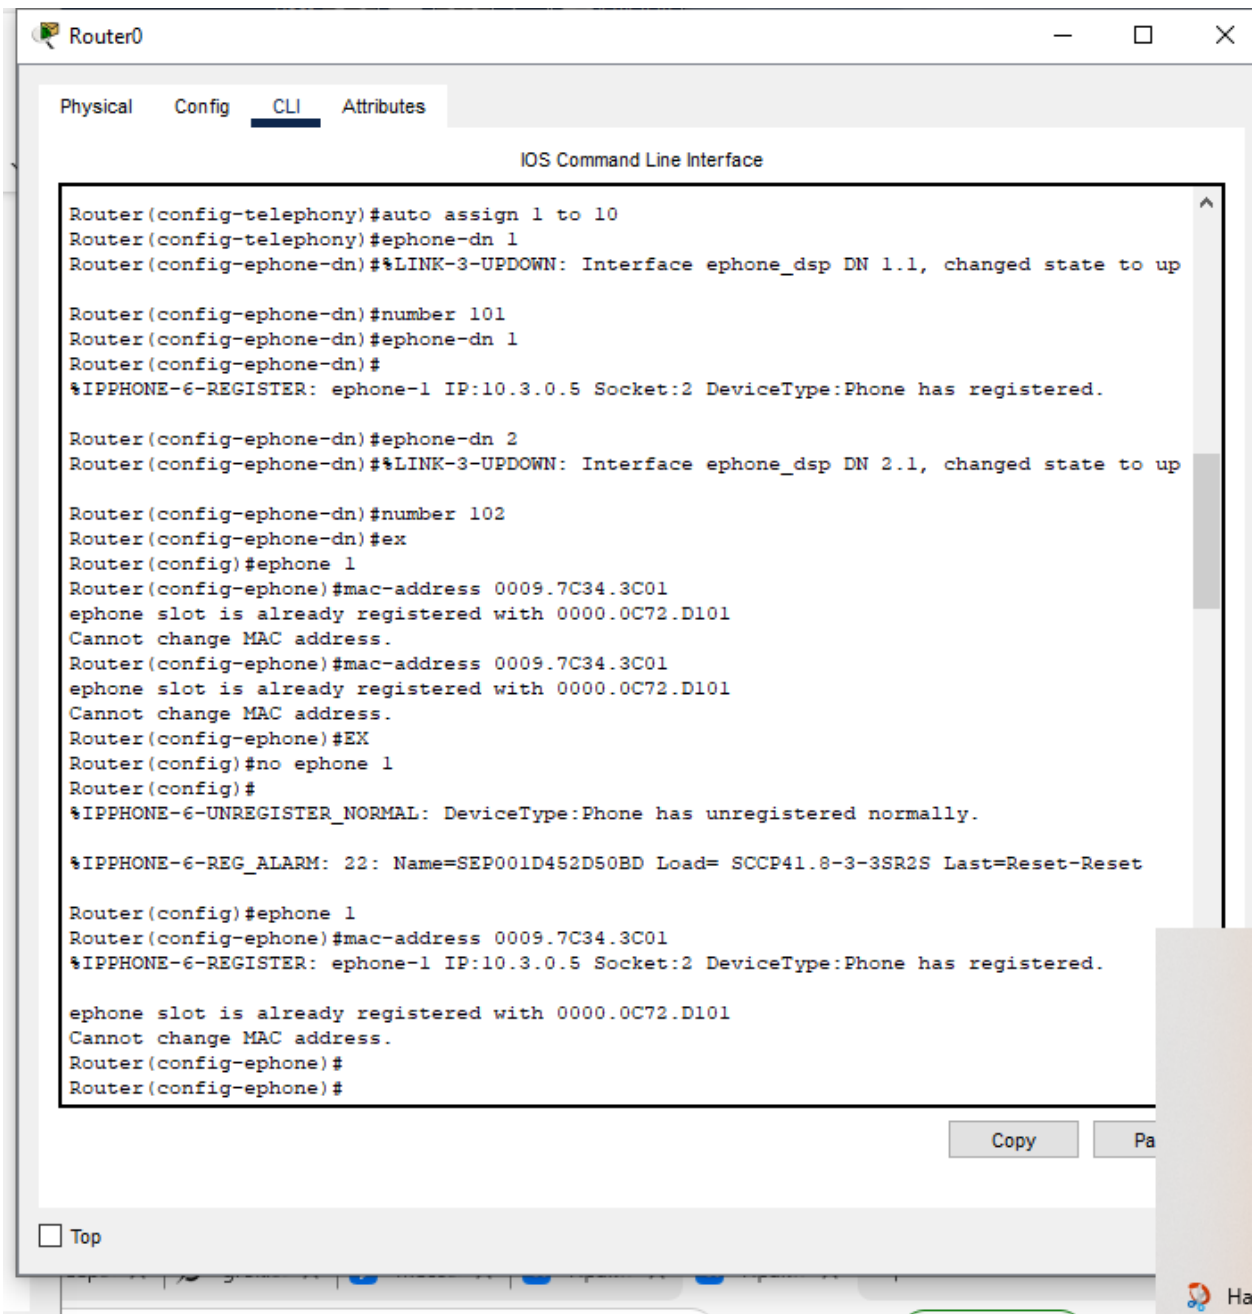 Router0
Physical Config CLI Attributes
IOS Command Line Interface
Router(config-telephony)#auto assign 1 to 10
Router(config-telephony)#ephone-dn 1
Router(config-ephone-dn)#%LINK-3-UPDOWN: Interface ephone_dsp DN 1.1, changed state to up
Router(config-ephone-dn)#number 101
Router(config-ephone-dn)#ephone-dn 1
Router(config-ephone-dn)#
%IPPHONE-6-REGISTER: ephone-1 IP:10.3.0.5 Socket:2 DeviceType:Phone has registered.
Router(config-ephone-dn)#ephone-dn 2
Router(config-ephone-dn)#%LINK-3-UPDOWN: Interface ephone_dsp DN 2.1, changed state to up
Router(config-ephone-dn)#number 102
Router(config-ephone-dn)#ex
Router(config)#ephone 1
Router(config-ephone)#mac-address 0009.7C34.3C01
ephone slot is already registered with 0000.0C72.D101
Cannot change MAC address.
Router(config-ephone)#mac-address 0009.7C34.3C01
ephone slot is already registered with 0000.0C72.D101
Cannot change MAC address.
Router(config-ephone)#EX
Router(config)#no ephone 1
Router(config)#
%IPPHONE-6-UNREGISTER_NORMAL: DeviceType:Phone has unregistered normally.
%IPPHONE-6-REG_ALARM: 22: Name=SEP001D452D50BD Load= SCCP41.8-3-3SR2S Last=Reset-Reset
Router(config)#ephone 1
Router(config-ephone)#mac-address 0009.7C34.3C01
%IPPHONE-6-REGISTER: ephone-1 IP:10.3.0.5 Socket:2 DeviceType:Phone has registered.
ephone slot is already registered with 0000.0C72.D101
Cannot change MAC address.
Router(config-ephone)#
Router(config-ephone)#
Copy Pa
Top
Ha